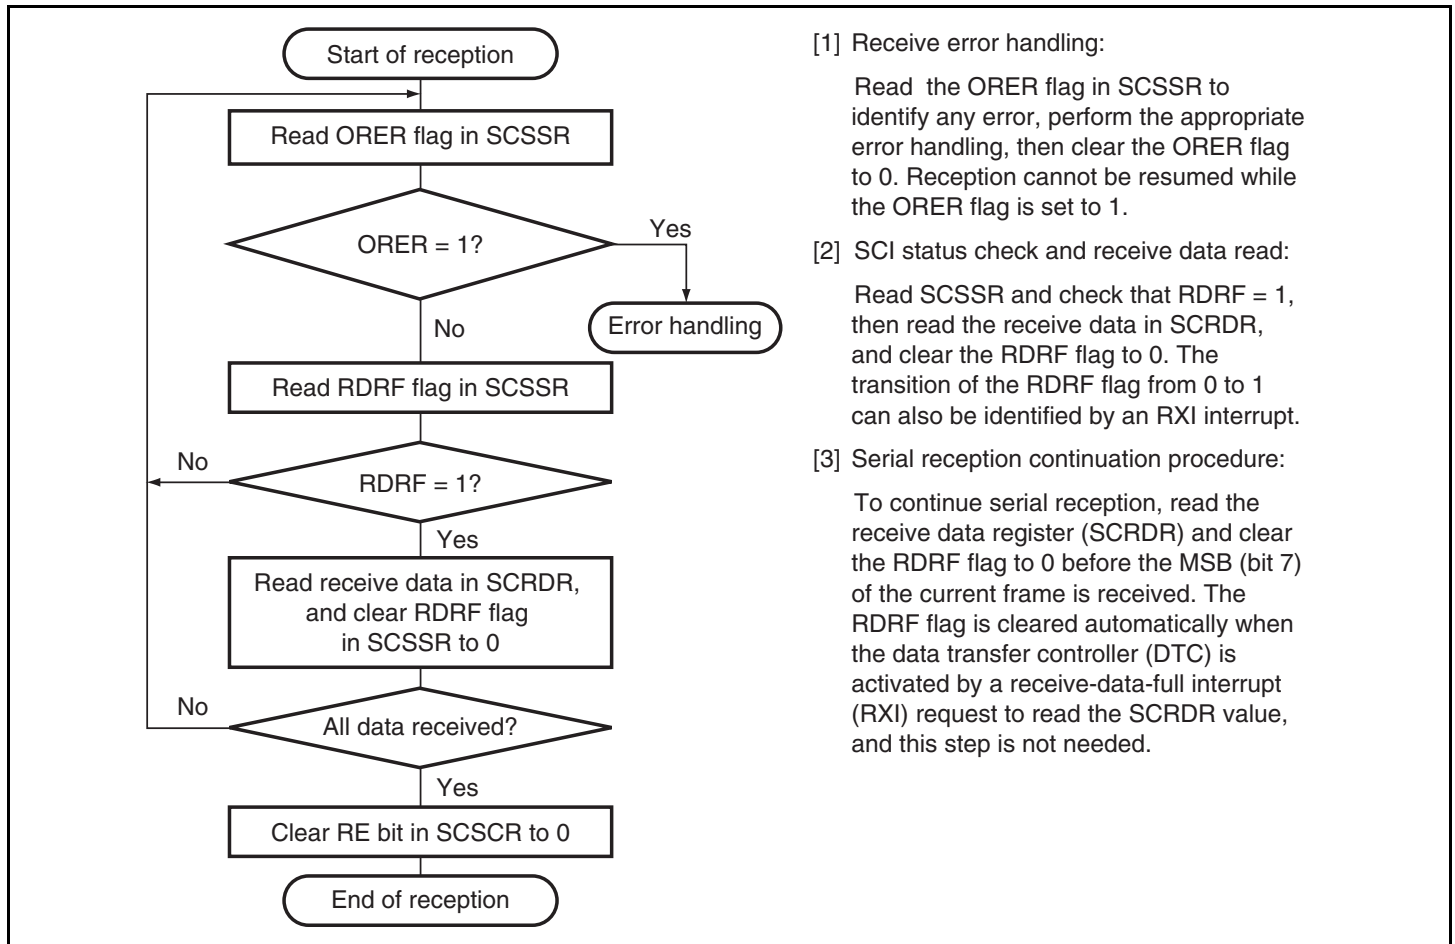 Start of reception
Read ORER flag in SCSSR
ORER = 1?
Yes
No
Error handling
Read RDRF flag in SCSSR
No
RDRF = 1?
Yes
Read receive data in SCRDR,
and clear RDRF flag
in SCSSR to 0
No
All data received?
Yes
Clear RE bit in SCSCR to 0
End of reception
[1] Receive error handling:
Read the ORER flag in SCSSR to
identify any error, perform the appropriate
error handling, then clear the ORER flag
to 0. Reception cannot be resumed while
the ORER flag is set to 1.
[2] SCI status check and receive data read:
Read SCSSR and check that RDRF = 1,
then read the receive data in SCRDR,
and clear the RDRF flag to 0. The
transition of the RDRF flag from 0 to 1
can also be identified by an RXI interrupt.
[3] Serial reception continuation procedure:
To continue serial reception, read the
receive data register (SCRDR) and clear
the RDRF flag to 0 before the MSB (bit 7)
of the current frame is received. The
RDRF flag is cleared automatically when
the data transfer controller (DTC) is
activated by a receive-data-full interrupt
(RXI) request to read the SCRDR value,
and this step is not needed.